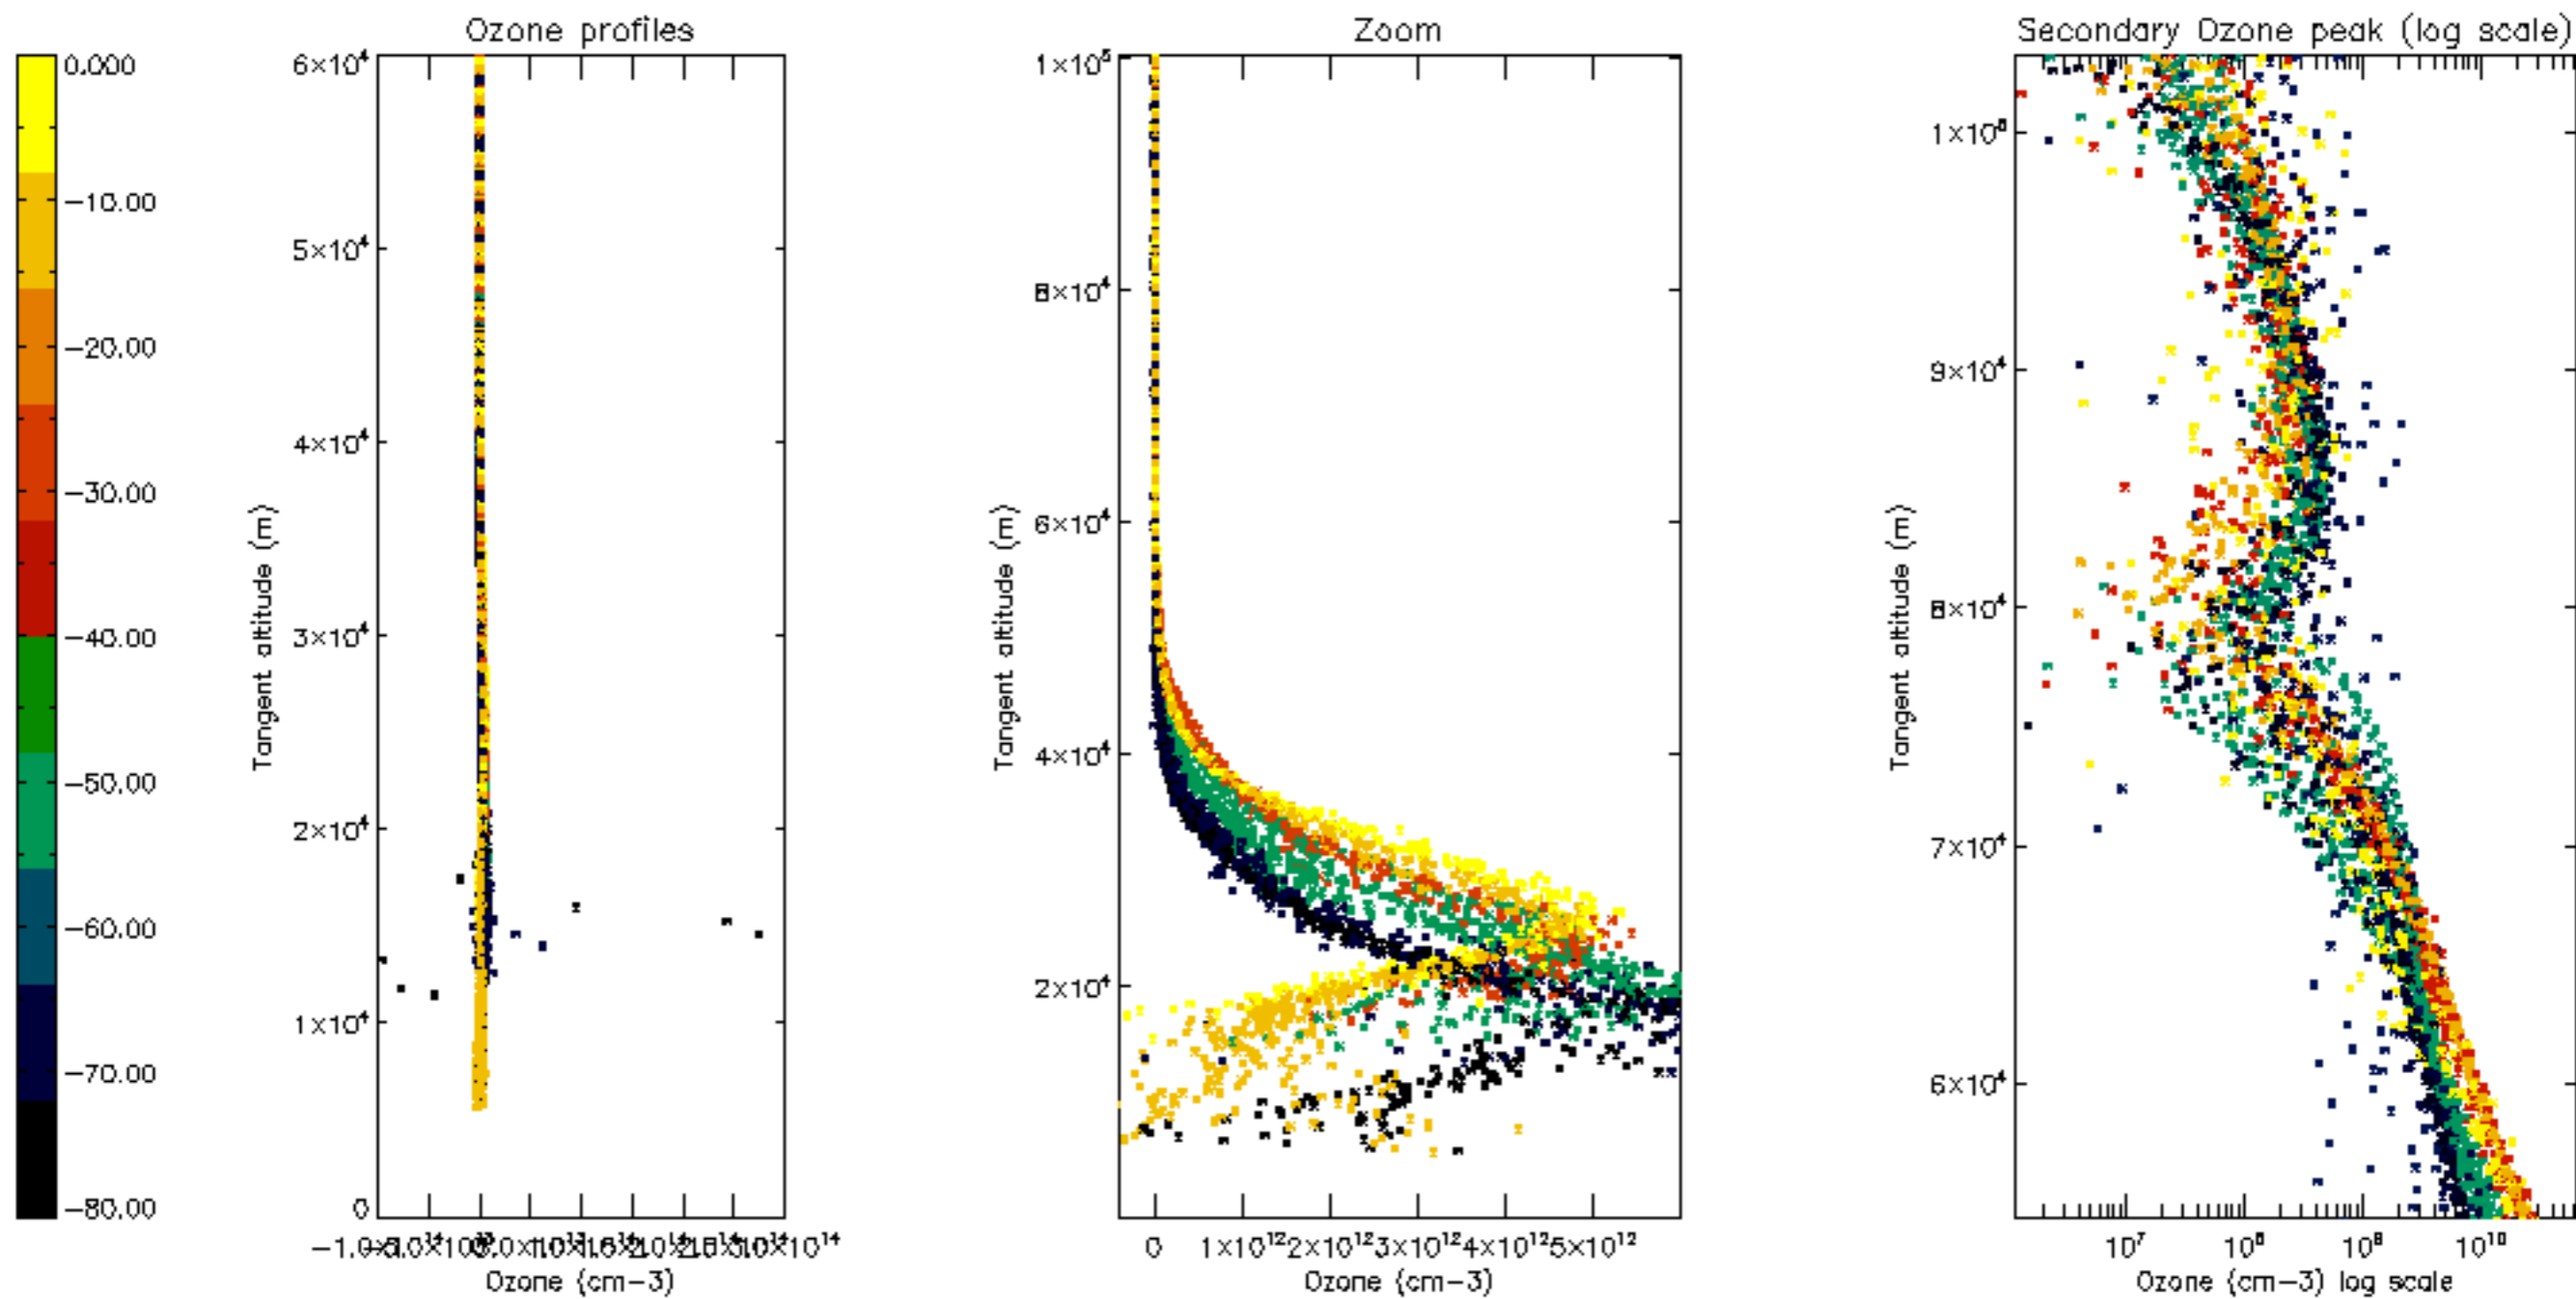 Ozone profiles
Zoom
Secondary Ozone peak (log scale)
0.000
−10.00
−20.00
−30.00
−40.00
−50.00
−60.00
−70.00
−80.00
6×10⁴
5×10⁴
4×10⁴
3×10⁴
2×10⁴
1×10⁴
0
Tangent altitude (m)
Ozone (cm−3)
1×10⁵
8×10⁴
6×10⁴
4×10⁴
2×10⁴
Tangent altitude (m)
0 1×10¹² 2×10¹² 3×10¹² 4×10¹² 5×10¹²
Ozone (cm−3)
9×10⁴
8×10⁴
7×10⁴
6×10⁴
Tangent altitude (m)
10⁷ 10⁸ 10⁹ 10¹⁰
Ozone (cm−3) log scale